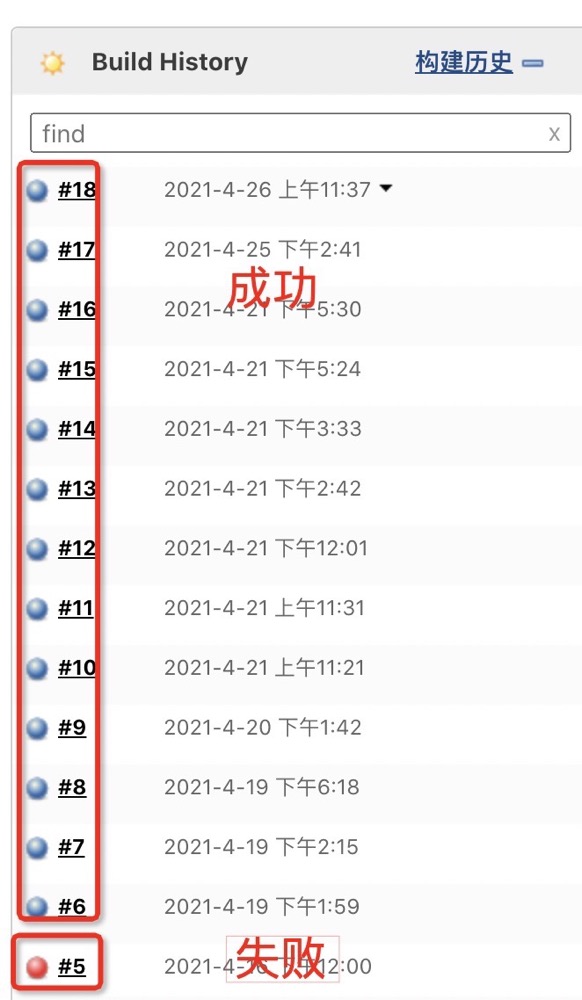 Build History 构建历史
find x
#18 2021-4-26 上午11:37
#17 2021-4-25 下午2:41
成功
#16 2021-4-21 下午5:30
#15 2021-4-21 下午5:24
#14 2021-4-21 下午3:33
#13 2021-4-21 下午2:42
#12 2021-4-21 下午12:01
#11 2021-4-21 上午11:31
#10 2021-4-21 上午11:21
#9 2021-4-20 下午1:42
#8 2021-4-19 下午6:18
#7 2021-4-19 下午2:15
#6 2021-4-19 下午1:59
失败
#5 2021-4-16 12:00